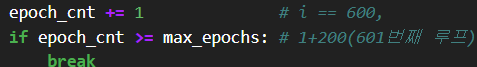 epoch_cnt += 1 # i == 600,
if epoch_cnt >= max_epochs: # 1+200(601번째 루프)
break